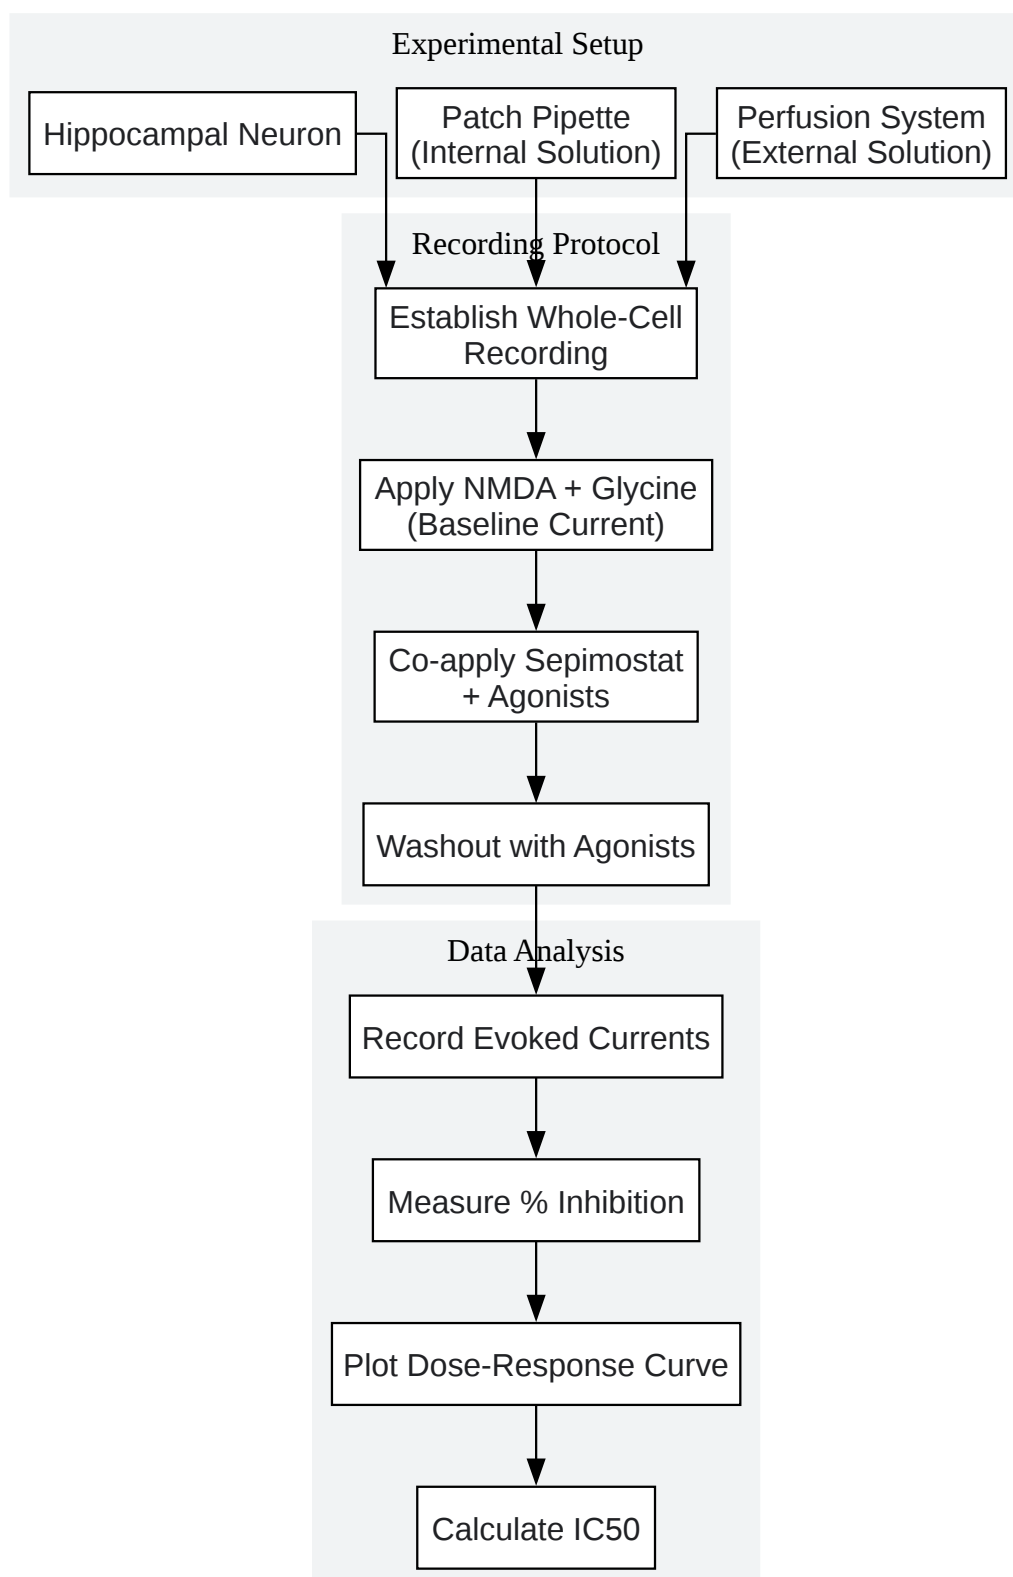 Experimental Setup
Hippocampal Neuron
Patch Pipette
(Internal Solution)
Perfusion System
(External Solution)
Recording Protocol
Establish Whole-Cell
Recording
Apply NMDA + Glycine
(Baseline Current)
Co-apply Sepimostat
+ Agonists
Washout with Agonists
Data Analysis
Record Evoked Currents
Measure % Inhibition
Plot Dose-Response Curve
Calculate IC50